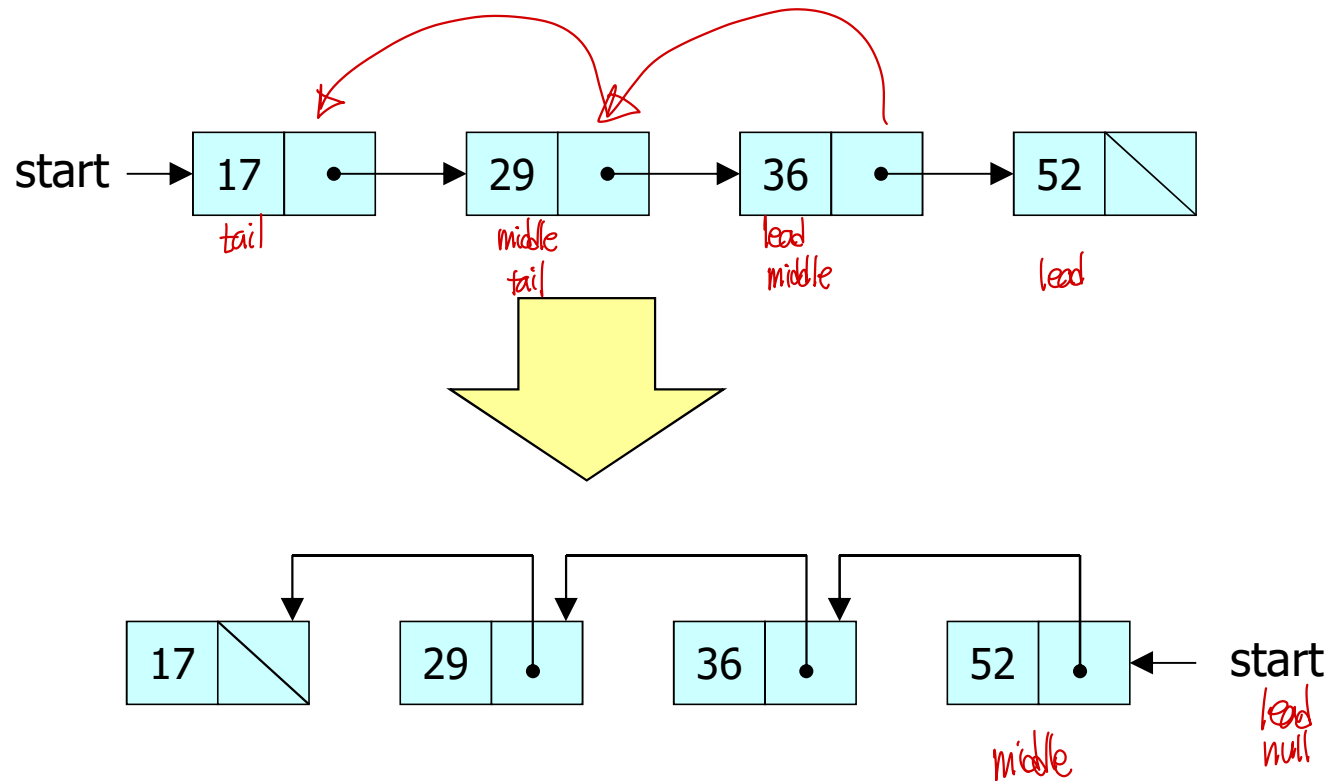 start 17 29 36 52
tail middle lead lead
tail middle
17 29 36 52 start
middle lead
null